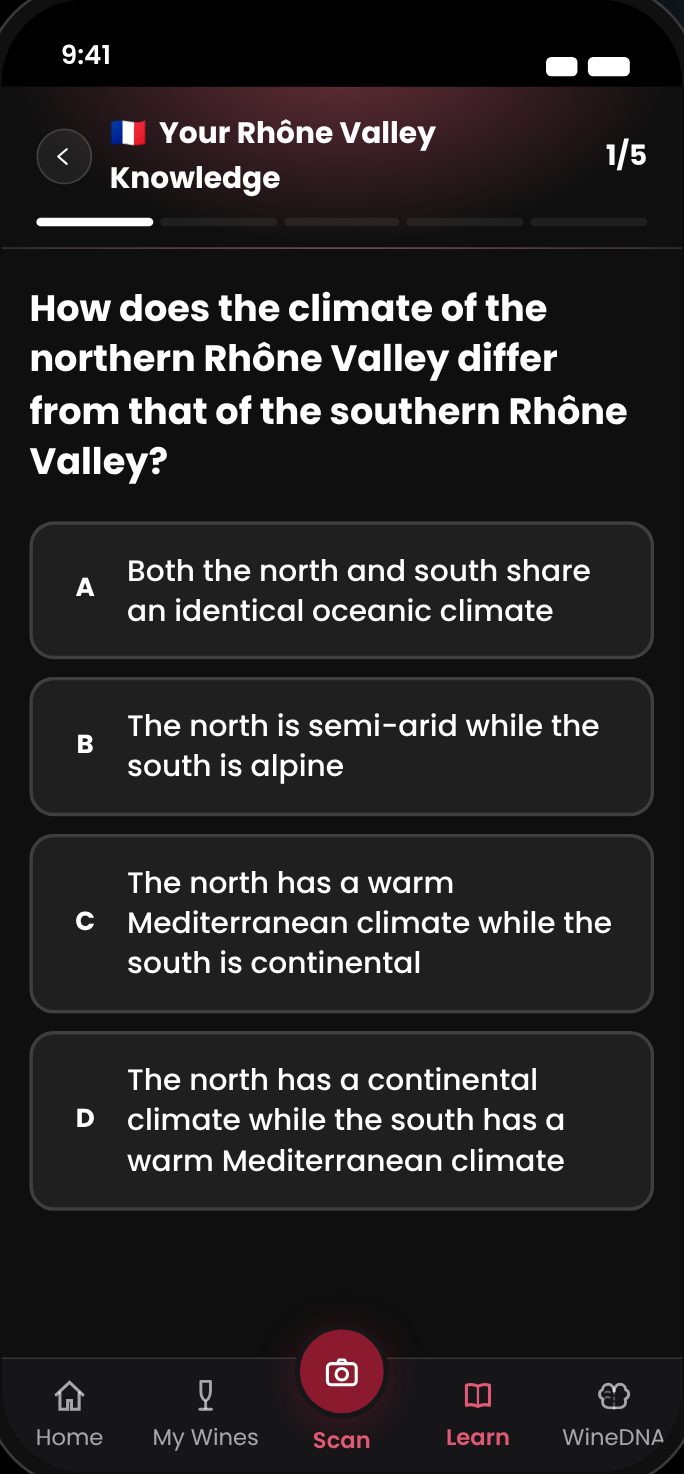 9:41
🇫🇷 Your Rhône Valley
Knowledge
1/5
How does the climate of the
northern Rhône Valley differ
from that of the southern Rhône
Valley?
A
Both the north and south share
an identical oceanic climate
B
The north is semi-arid while the
south is alpine
C
The north has a warm
Mediterranean climate while the
south is continental
D
The north has a continental
climate while the south has a
warm Mediterranean climate
Home
My Wines
Scan
Learn
WineDNA